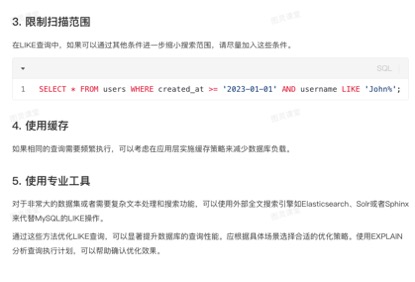 3. 限制扫描范围
在LIKE查询中，如果可以通过其他条件进一步缩小搜索范围，请尽量加入这些条件。
SQL
1 SELECT * FROM users WHERE created_at >= '2023-01-01' AND username LIKE 'John%';
4. 使用缓存
如果相同的查询需要频繁执行，可以考虑在应用层实施缓存策略来减少数据库负载。
5. 使用专业工具
对于非常大的数据集或者需要复杂文本处理和搜索功能，可以使用外部全文搜索引擎如Elasticsearch、Solr或者Sphinx
来代替MySQL的LIKE操作。
通过这些方法优化LIKE查询，可以显著提升数据库的查询性能。应根据具体场景选择合适的优化策略。使用EXPLAIN
分析查询执行计划，可以帮助确认优化效果。